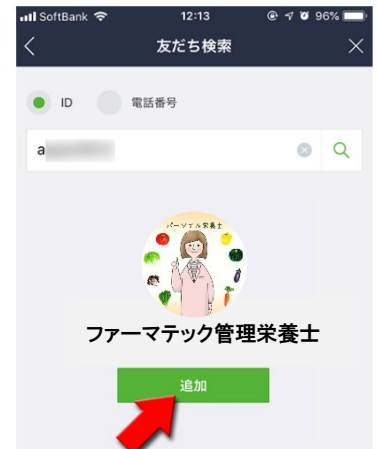 SoftBank 12:13 96%
友だち検索
ID 電話番号
a
パーソナル栄養士
ファーマテック管理栄養士
追加